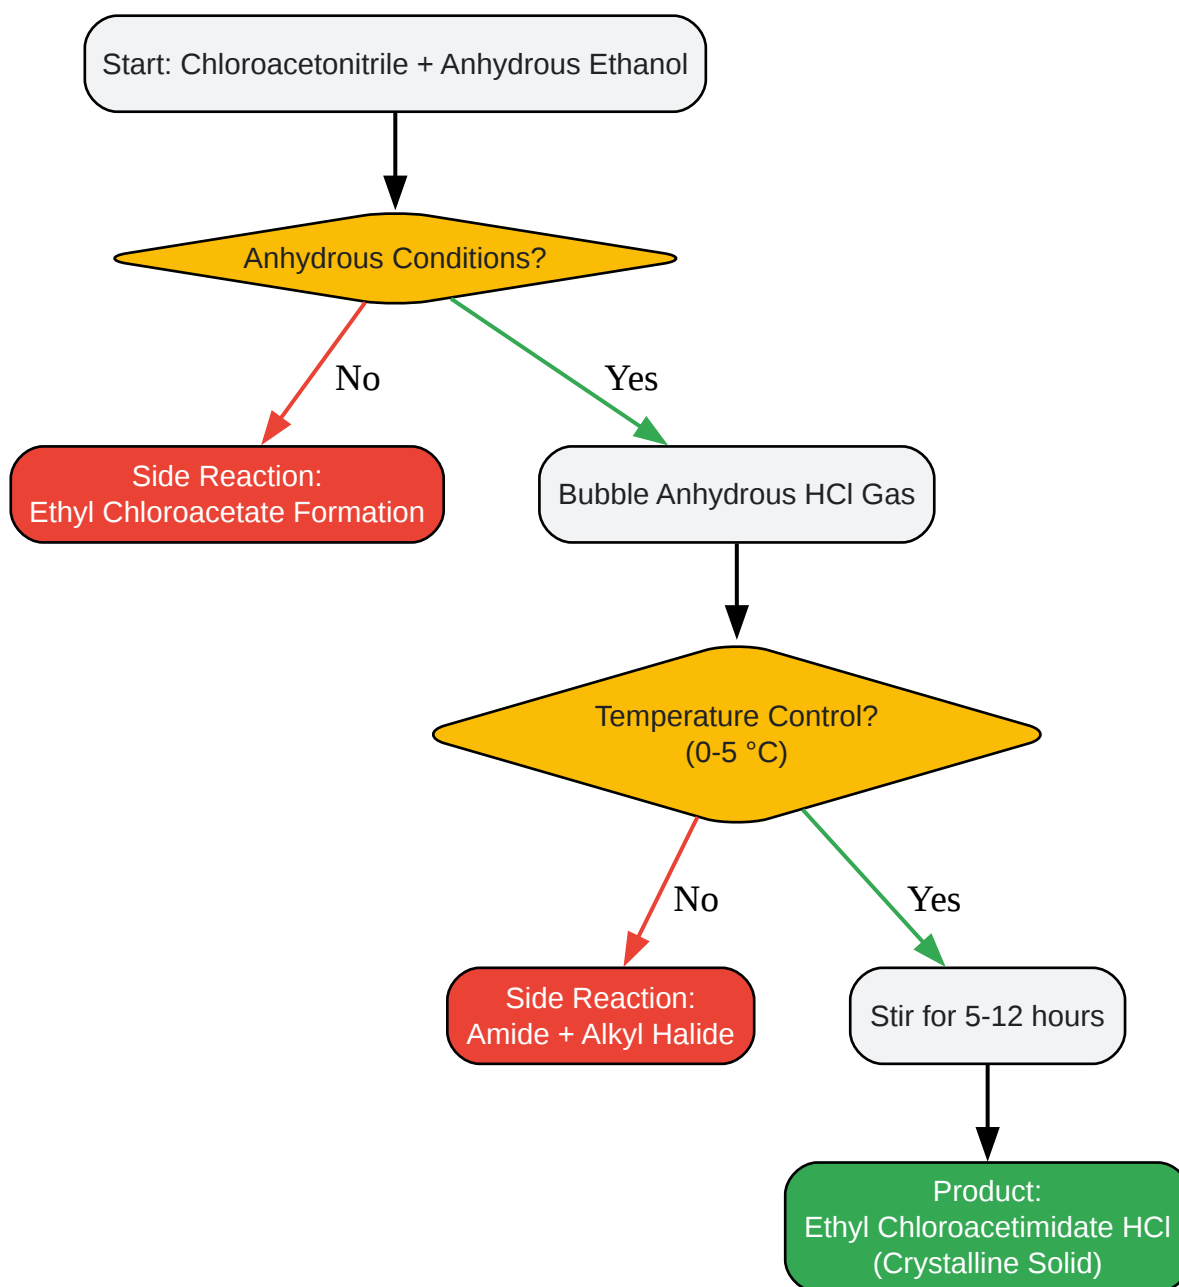 Start: Chloroacetonitrile + Anhydrous Ethanol
Anhydrous Conditions?
No
Yes
Side Reaction:
Ethyl Chloroacetate Formation
Bubble Anhydrous HCl Gas
Temperature Control?
(0-5 °C)
No
Yes
Side Reaction:
Amide + Alkyl Halide
Stir for 5-12 hours
Product:
Ethyl Chloroacetimidate HCl
(Crystalline Solid)